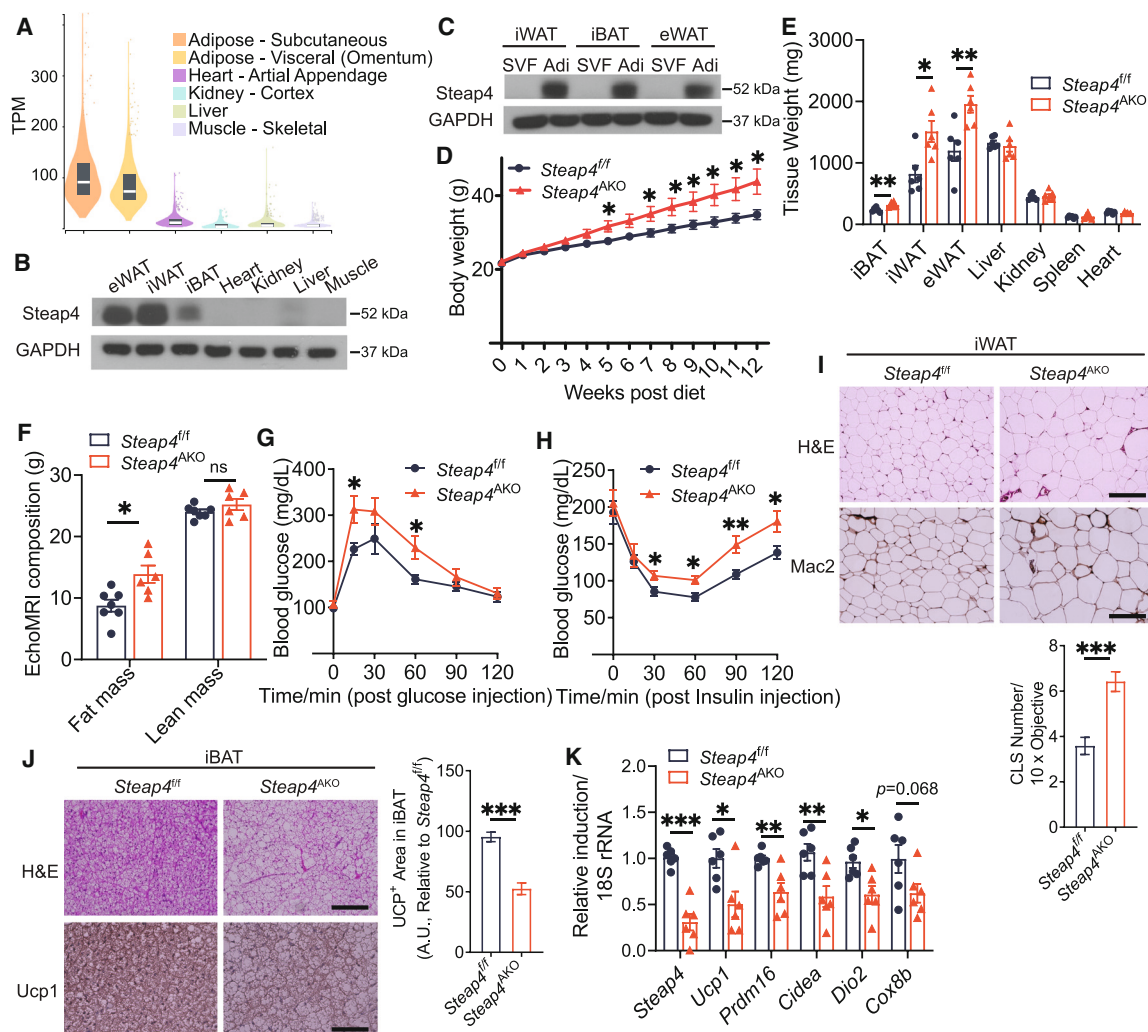 A
TPM
300
200
100
Adipose - Subcutaneous
Adipose - Visceral (Omentum)
Heart - Artial Appendage
Kidney - Cortex
Liver
Muscle - Skeletal
B
eWAT
iWAT
iBAT
Heart
Kidney
Liver
Muscle
Steap4
52 kDa
GAPDH
37 kDa
C
iWAT iBAT eWAT
SVF Adi SVF Adi SVF Adi
Steap4
52 kDa
GAPDH
37 kDa
D
Steap4f/f
Steap4AKO
Body weight (g)
40
20
0
* * * * * * *
0 1 2 3 4 5 6 7 8 9 10 11 12
Weeks post diet
E
Tissue Weight (mg)
3000
2000
1000
0
Steap4f/f
Steap4AKO
** * **
iBAT
iWAT
eWAT
Liver
Kidney
Spleen
Heart
F
Steap4f/f
Steap4AKO
EchoMRI composition (g)
30
20
10
0
* ns
Fat mass
Lean mass
G
Steap4f/f
Steap4AKO
Blood glucose (mg/dL)
400
300
200
100
* *
0 30 60 90 120
Time/min (post glucose injection)
H
Steap4f/f
Steap4AKO
Blood glucose (mg/dL)
250
200
150
100
50
0
* * ** *
0 30 60 90 120
Time/min (post Insulin injection)
I
iWAT
Steap4f/f Steap4AKO
H&E
Mac2
CLS Number/
10 x Objective
8
6
4
2
0
***
Steap4f/f
Steap4AKO
J
iBAT
Steap4f/f Steap4AKO
H&E
Ucp1
UCP+ Area in iBAT
(A.U., Relative to Steap4f/f)
150
100
50
0
***
Steap4f/f
Steap4AKO
K
Steap4f/f
Steap4AKO
Relative induction/
18S rRNA
2.0
1.5
1.0
0.5
0.0
*** * ** ** * p=0.068
Steap4
Ucp1
Prdm16
Cidea
Dio2
Cox8b